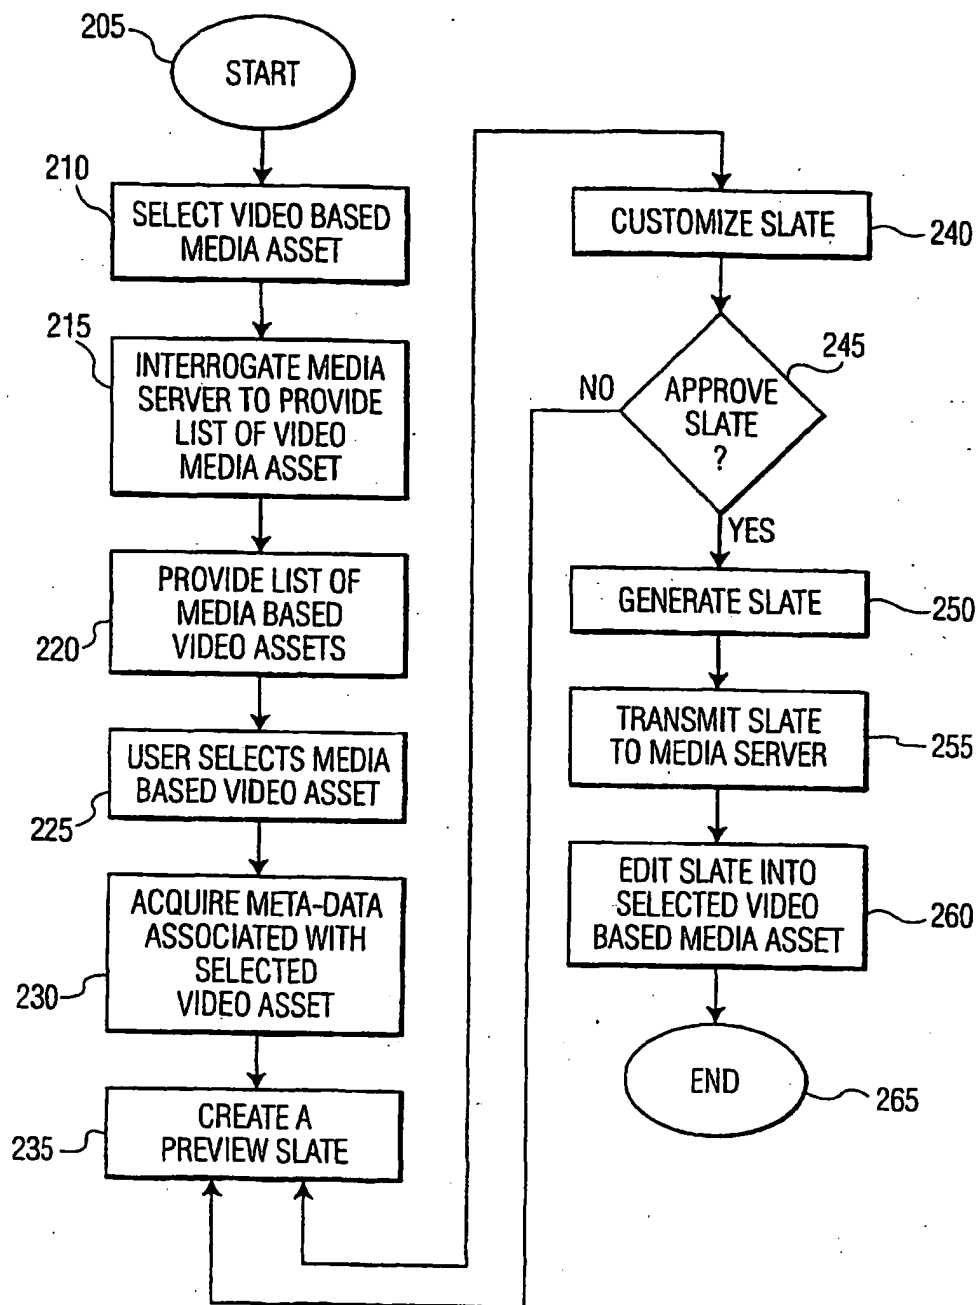 205
START
210
SELECT VIDEO BASED
MEDIA ASSET
215
INTERROGATE MEDIA
SERVER TO PROVIDE
LIST OF VIDEO
MEDIA ASSET
PROVIDE LIST OF
MEDIA BASED
VIDEO ASSETS
220
USER SELECTS MEDIA
BASED VIDEO ASSET
225
ACQUIRE META-DATA
ASSOCIATED WITH
SELECTED
VIDEO ASSET
230
CREATE A
PREVIEW SLATE
235
CUSTOMIZE SLATE
240
245
APPROVE
SLATE
?
NO
YES
GENERATE SLATE
250
TRANSMIT SLATE
TO MEDIA SERVER
255
EDIT SLATE INTO
SELECTED VIDEO
BASED MEDIA ASSET
260
END
265